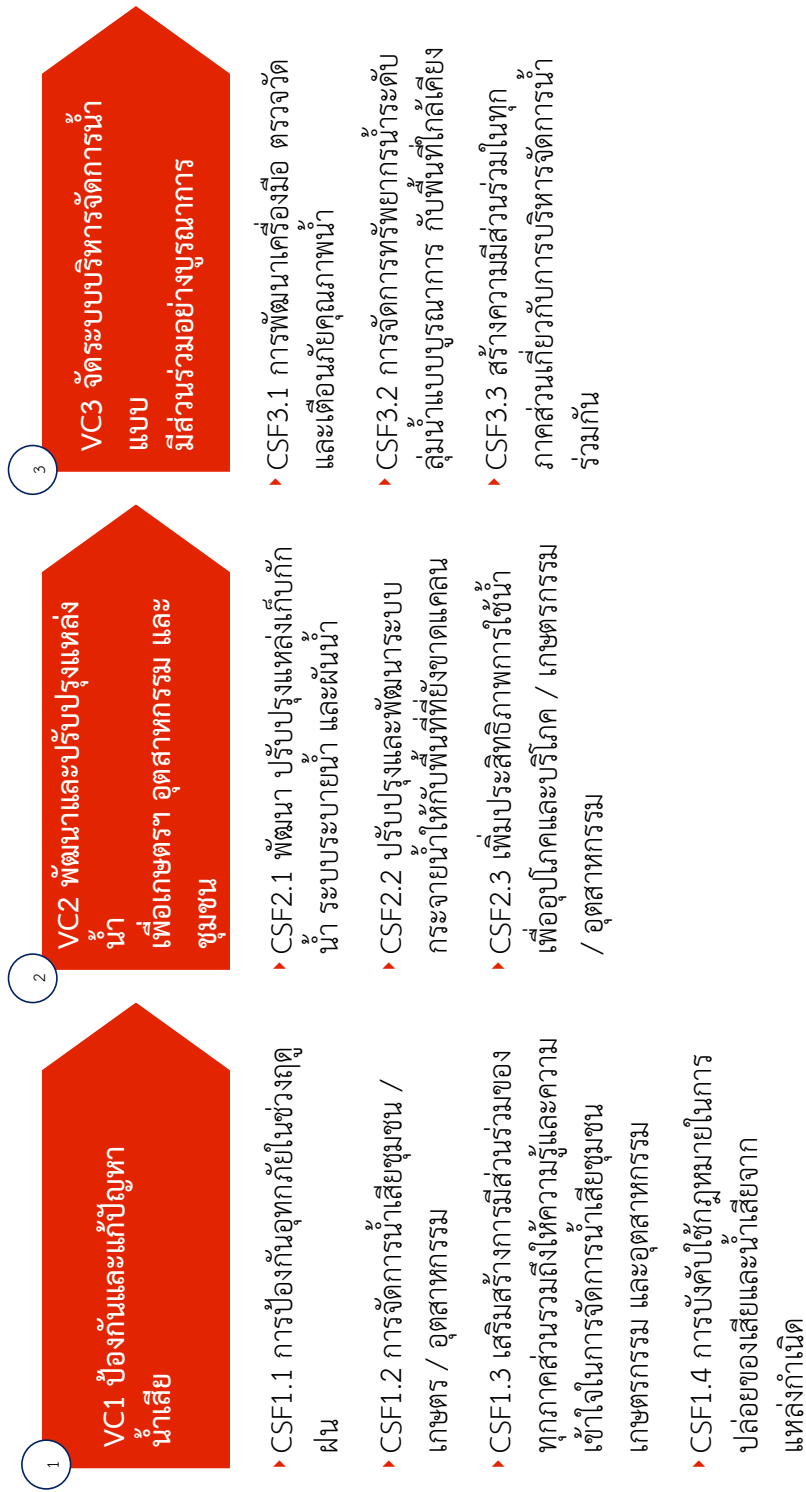 1
VC1 ป้องกันและแก้ปัญหา
น้ำเสีย
CSF1.1 การป้องกันอุทกภัยในช่วงฤดู
ฝน
CSF1.2 การจัดการน้ำเสียชุมชน /
เกษตร / อุตสาหกรรม
CSF1.3 เสริมสร้างการมีส่วนร่วมของ
ทุกภาคส่วนรวมถึงให้ความรู้และความ
เข้าใจในการจัดการน้ำเสียชุมชน
เกษตรกรรม และอุตสาหกรรม
CSF1.4 การบังคับใช้กฎหมายในการ
ปล่อยของเสียและน้ำเสียจาก
แหล่งกำเนิด
2
VC2 พัฒนาและปรับปรุงแหล่ง
น้ำ
เพื่อเกษตรฯ อุตสาหกรรม และ
ชุมชน
CSF2.1 พัฒนา ปรับปรุงแหล่งเก็บกัก
น้ำ ระบบระบายน้ำ และผันน้ำ
CSF2.2 ปรับปรุงและพัฒนาระบบ
กระจายน้ำให้กับพื้นที่ที่ยังขาดแคลน
CSF2.3 เพิ่มประสิทธิภาพการใช้น้ำ
เพื่ออุปโภคและบริโภค / เกษตรกรรม
/ อุตสาหกรรม
3
VC3 จัดระบบบริหารจัดการน้ำ
แบบ
มีส่วนร่วมอย่างบูรณาการ
CSF3.1 การพัฒนาเครื่องมือ ตรวจวัด
และเตือนภัยคุณภาพน้ำ
CSF3.2 การจัดการทรัพยากรน้ำระดับ
ลุ่มน้ำแบบบูรณาการ กับพื้นที่ใกล้เคียง
CSF3.3 สร้างความมีส่วนร่วมในทุก
ภาคส่วนเกี่ยวกับการบริหารจัดการน้ำ
ร่วมกัน